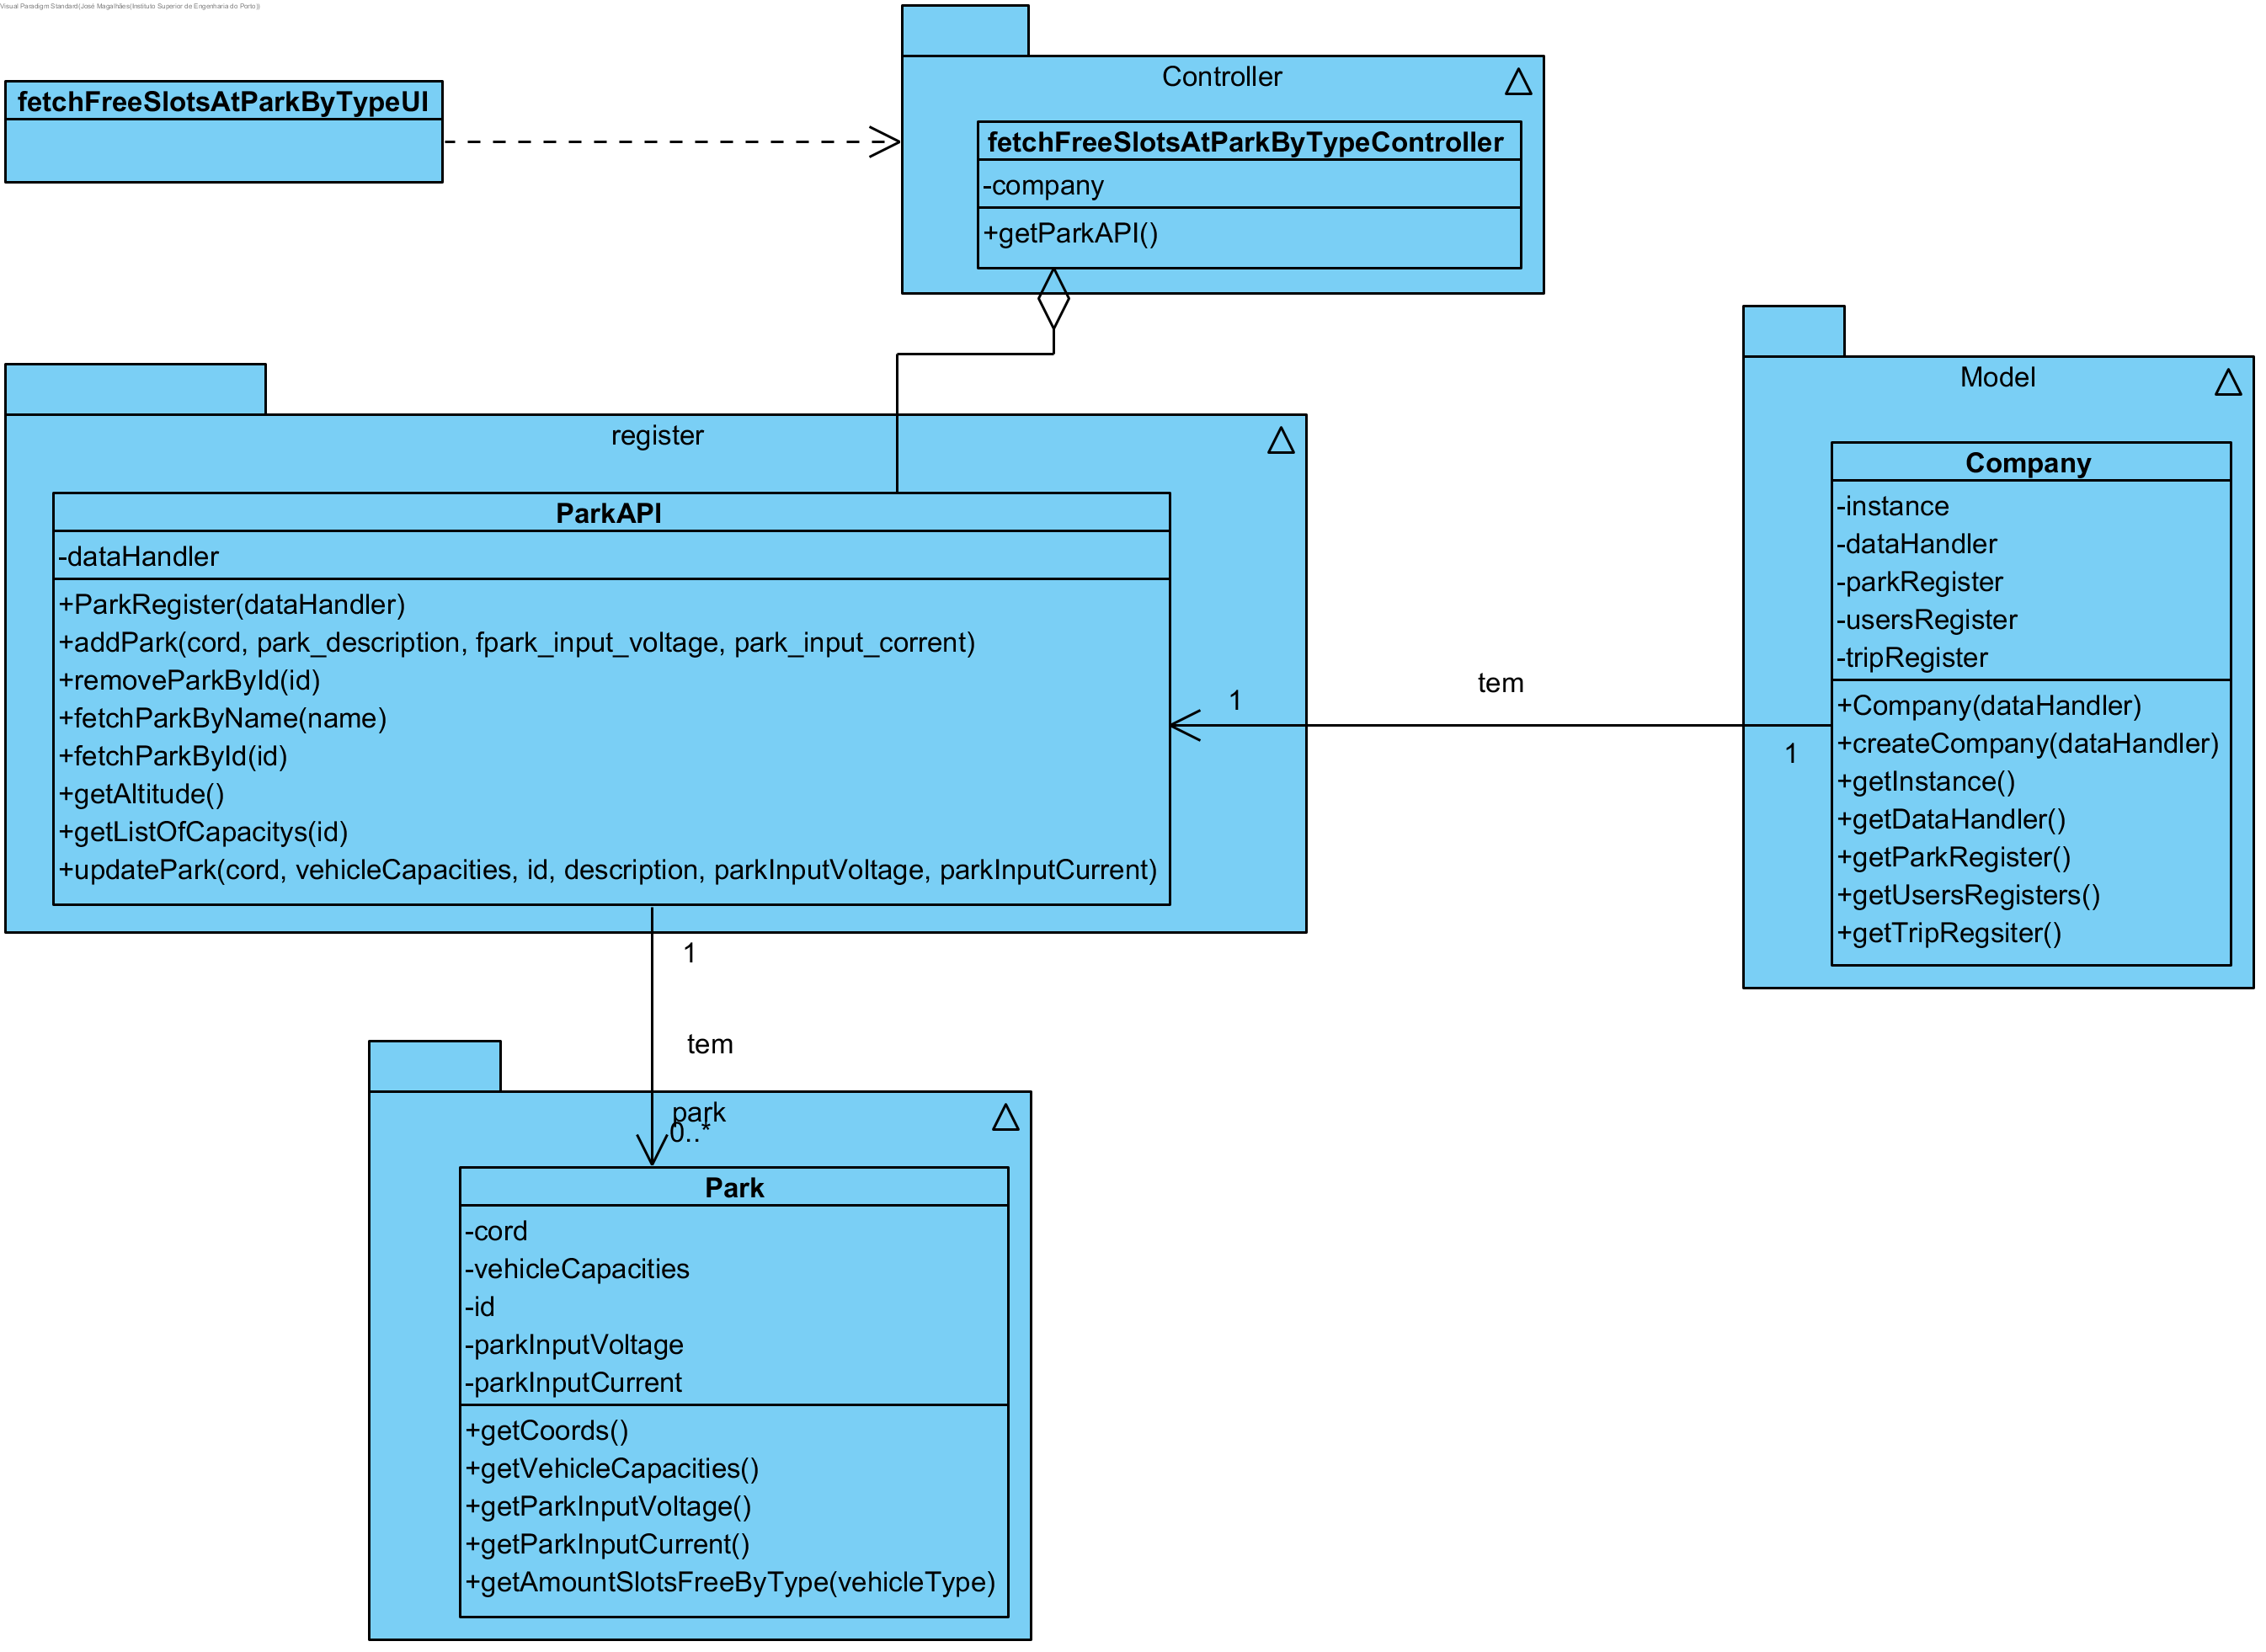 Visual Paradigm Standard(José Magalhães(Instituto Superior de Engenharia do Porto))
fetchFreeSlotsAtParkByTypeUI
Controller
fetchFreeSlotsAtParkByTypeController
-company
+getParkAPI()
register
ParkAPI
-dataHandler
+ParkRegister(dataHandler)
+addPark(cord, park_description, fpark_input_voltage, park_input_corrent)
+removeParkById(id)
+fetchParkByName(name)
+fetchParkById(id)
+getAltitude()
+getListOfCapacitys(id)
+updatePark(cord, vehicleCapacities, id, description, parkInputVoltage, parkInputCurrent)
1
tem
1
Model
Company
-instance
-dataHandler
-parkRegister
-usersRegister
-tripRegister
+Company(dataHandler)
+createCompany(dataHandler)
+getInstance()
+getDataHandler()
+getParkRegister()
+getUsersRegisters()
+getTripRegsiter()
1
tem
park
0..*
Park
-cord
-vehicleCapacities
-id
-parkInputVoltage
-parkInputCurrent
+getCoords()
+getVehicleCapacities()
+getParkInputVoltage()
+getParkInputCurrent()
+getAmountSlotsFreeByType(vehicleType)